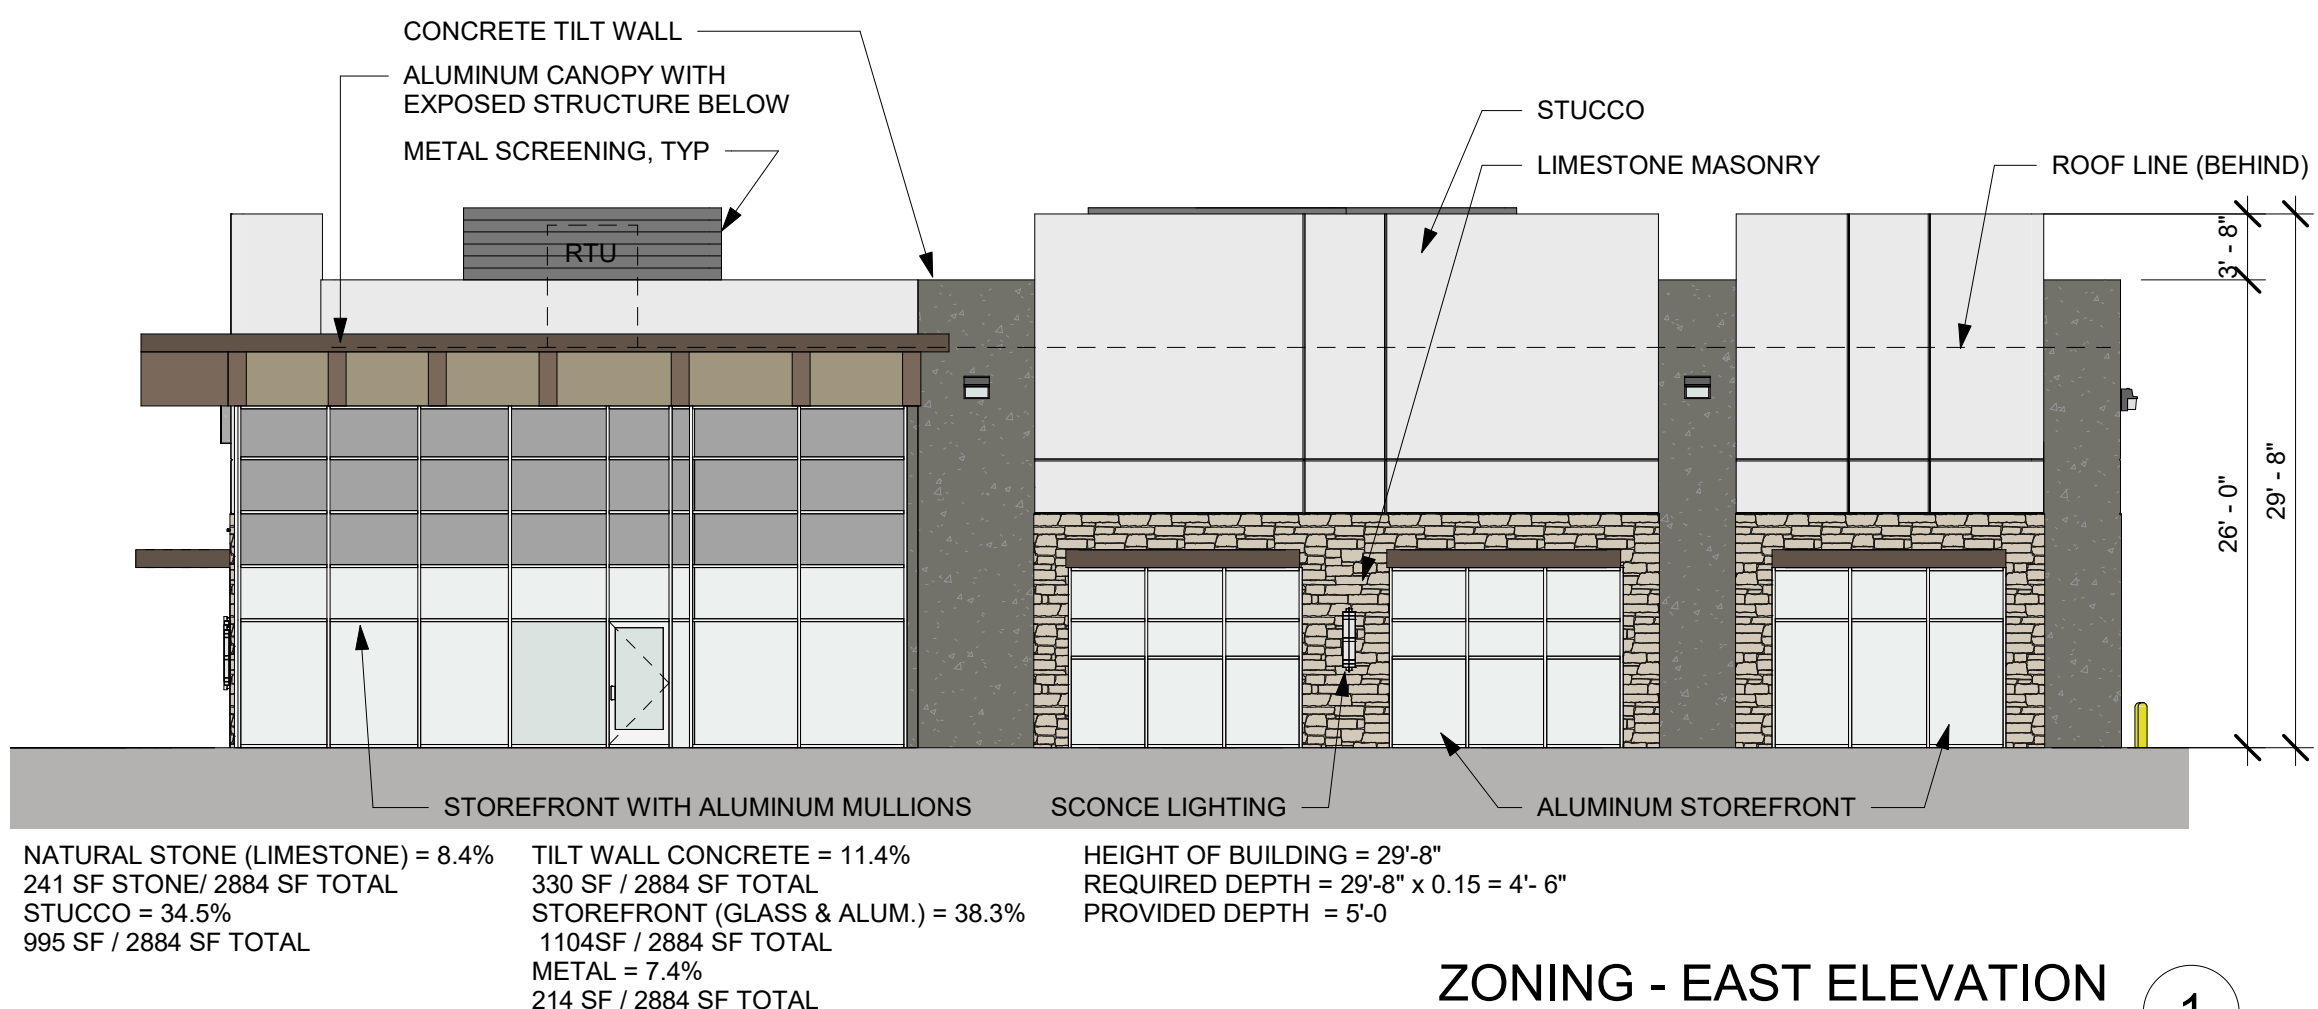 CONCRETE TILT WALL
ALUMINUM CANOPY WITH
EXPOSED STRUCTURE BELOW
METAL SCREENING, TYP
STUCCO
LIMESTONE MASONRY
ROOF LINE (BEHIND)
RTU
3' - 8"
26' - 0"
29' - 8"
STOREFRONT WITH ALUMINUM MULLIONS
SCONCE LIGHTING
ALUMINUM STOREFRONT
NATURAL STONE (LIMESTONE) = 8.4%
241 SF STONE/ 2884 SF TOTAL
STUCCO = 34.5%
995 SF / 2884 SF TOTAL
TILT WALL CONCRETE = 11.4%
330 SF / 2884 SF TOTAL
STOREFRONT (GLASS & ALUM.) = 38.3%
1104SF / 2884 SF TOTAL
METAL = 7.4%
214 SF / 2884 SF TOTAL
HEIGHT OF BUILDING = 29'-8"
REQUIRED DEPTH = 29'-8" x 0.15 = 4'- 6"
PROVIDED DEPTH = 5'-0
ZONING - EAST ELEVATION
1